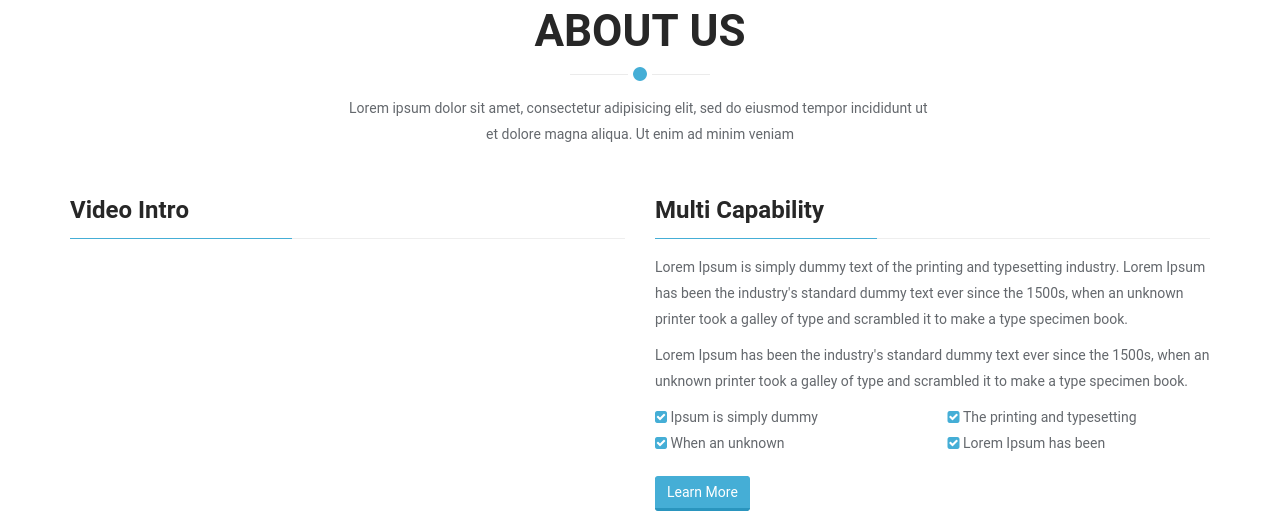 ABOUT US
Lorem ipsum dolor sit amet, consectetur adipisicing elit, sed do eiusmod tempor incididunt ut
et dolore magna aliqua. Ut enim ad minim veniam
Video Intro
Multi Capability
Lorem Ipsum is simply dummy text of the printing and typesetting industry. Lorem Ipsum
has been the industry's standard dummy text ever since the 1500s, when an unknown
printer took a galley of type and scrambled it to make a type specimen book.
Lorem Ipsum has been the industry's standard dummy text ever since the 1500s, when an
unknown printer took a galley of type and scrambled it to make a type specimen book.
Ipsum is simply dummy
When an unknown
The printing and typesetting
Lorem Ipsum has been
Learn More